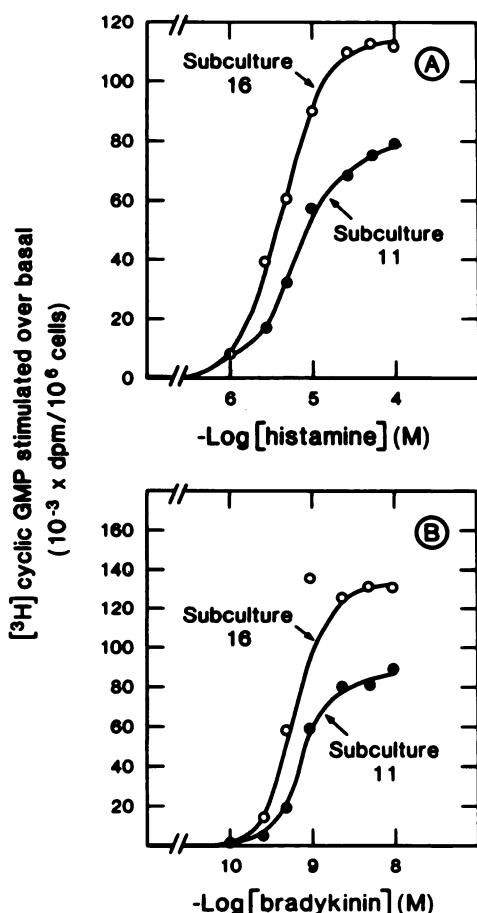 [³H] cyclic GMP stimulated over basal
(10⁻³ x dpm/10⁶ cells)
A
120
100
80
60
40
20
0
Subculture
16
Subculture
11
6
5
4
-Log [histamine] (M)
B
160
140
120
100
80
60
40
20
Subculture
16
Subculture
11
10
9
8
-Log [bradykinin] (M)